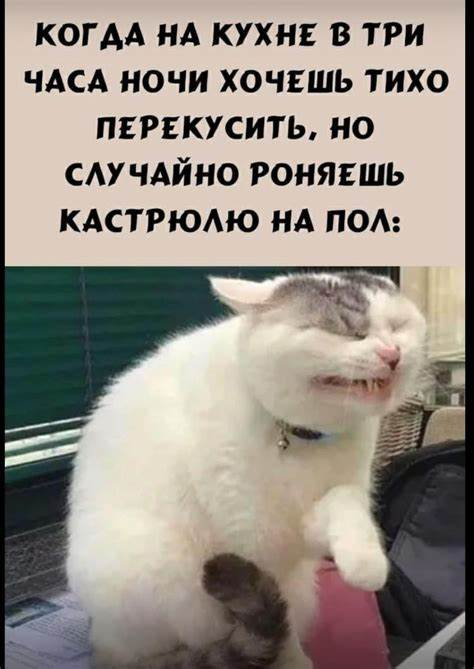 КОГДА НА КУХНЕ В ТРИ
ЧАСА НОЧИ ХОЧЕШЬ ТИХО
ПЕРЕКУСИТЬ, НО
СЛУЧАЙНО РОНЯЕШЬ
КАСТРЮЛЮ НА ПОЛ: